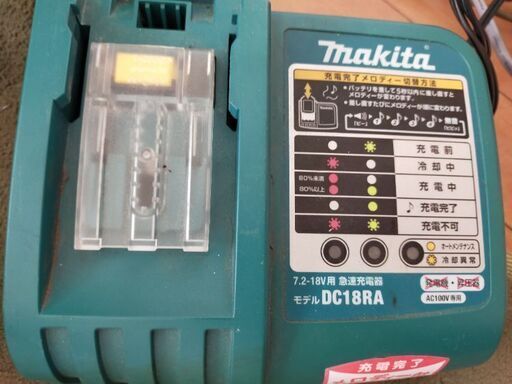 makita
充電完了メロディー切替方法
●バッテリを差して5秒以内に差し直すと
メロディーが変わります。
●差し直すたびにメロディーが順に変わります。
充電前
冷却中
80%未満
80%以上
充電中
♪充電完了
充電不可
オートメンテナンス
冷却異常
7.2-18V用 急速充電器
モデル DC18RA
AC100V専用
充電完了